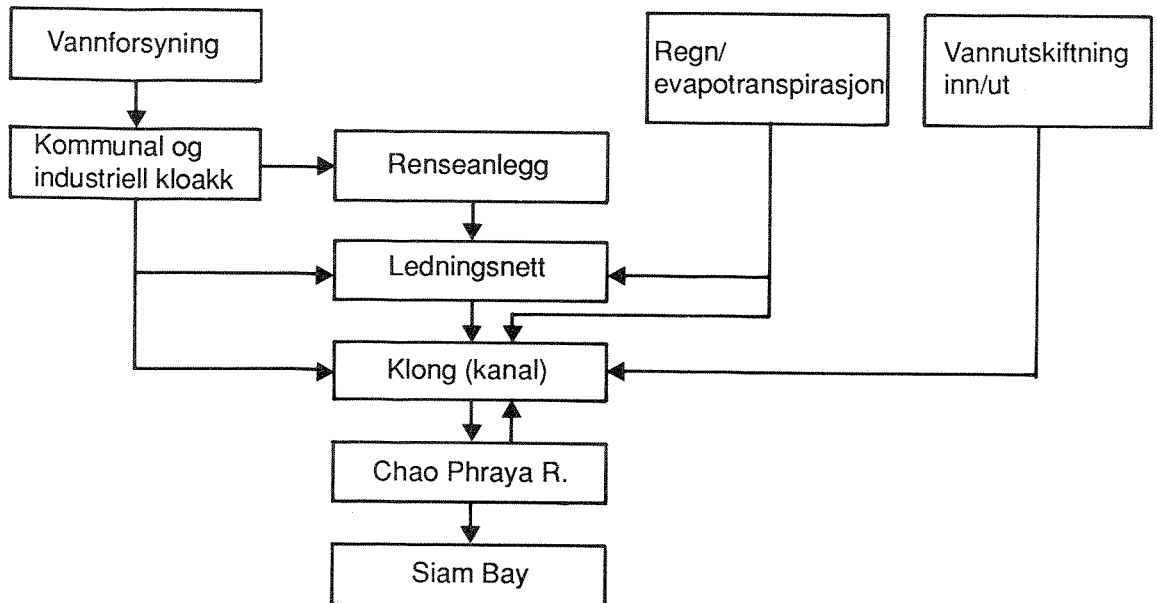 Vannforsyning
Regn/
evapotranspirasjon
Vannutskiftning
inn/ut
Kommunal og
industriell kloakk
Renseanlegg
Ledningsnett
Klong (kanal)
Chao Phraya R.
Siam Bay